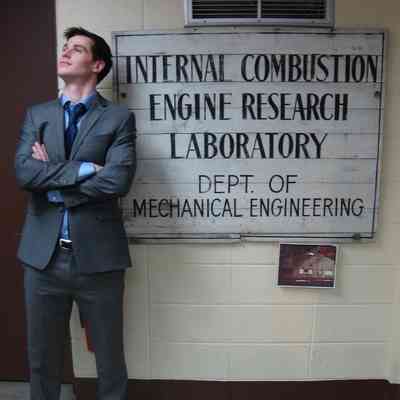 INTERNAL COMBUSTION
ENGINE RESEARCH
LABORATORY
DEPT. OF
MECHANICAL ENGINEERING